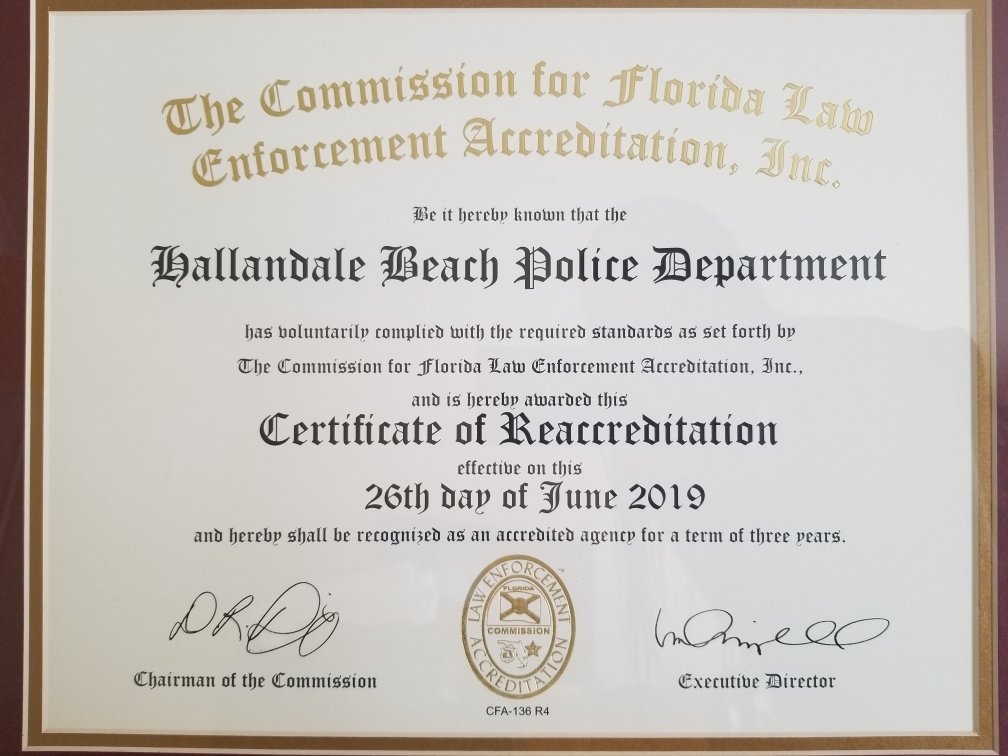 The Commission for Florida Law
Enforcement Accreditation, Inc.
Be it hereby known that the
Hallandale Beach Police Department
has voluntarily complied with the required standards as set forth by
The Commission for Florida Law Enforcement Accreditation, Inc.,
and is hereby awarded this
Certificate of Reaccreditation
effective on this
26th day of June 2019
and hereby shall be recognized as an accredited agency for a term of three years.
LAW ENFORCEMENT
FLORIDA
COMMISSION
ACCREDITATION
Chairman of the Commission
Executive Director
CFA-136 R4